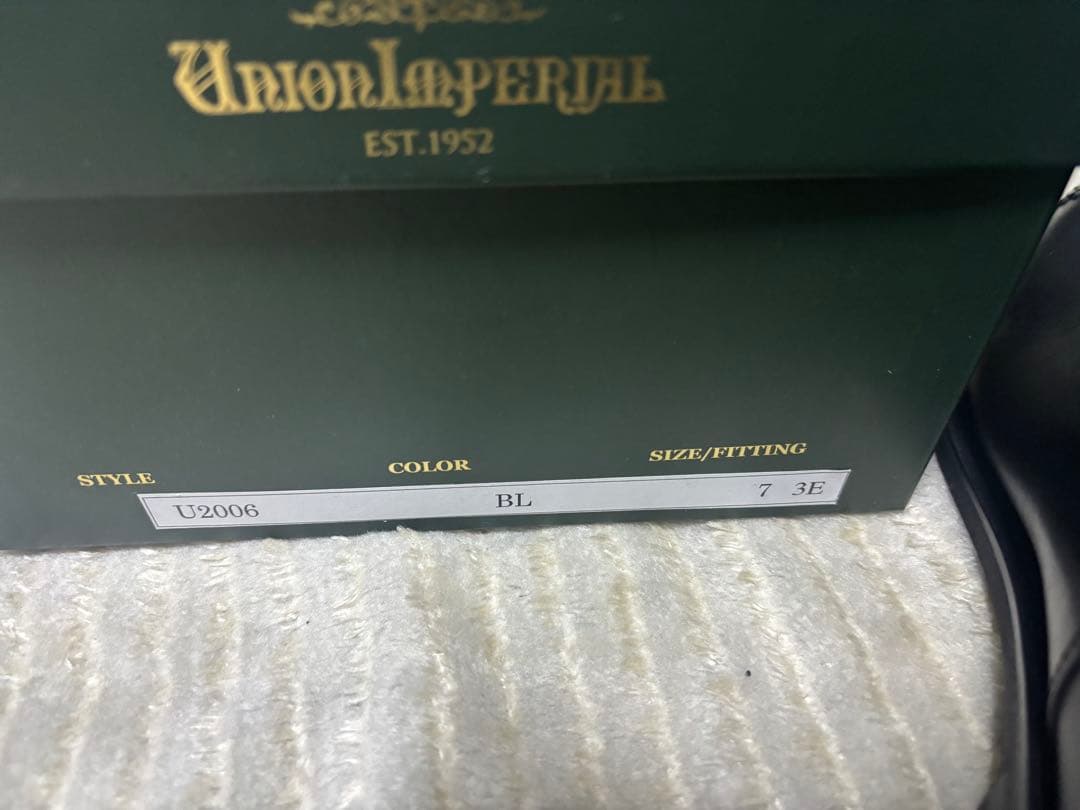 UNIONIMPERIAL
EST.1952
STYLE COLOR SIZE/FITTING
U2006 BL 7 3E